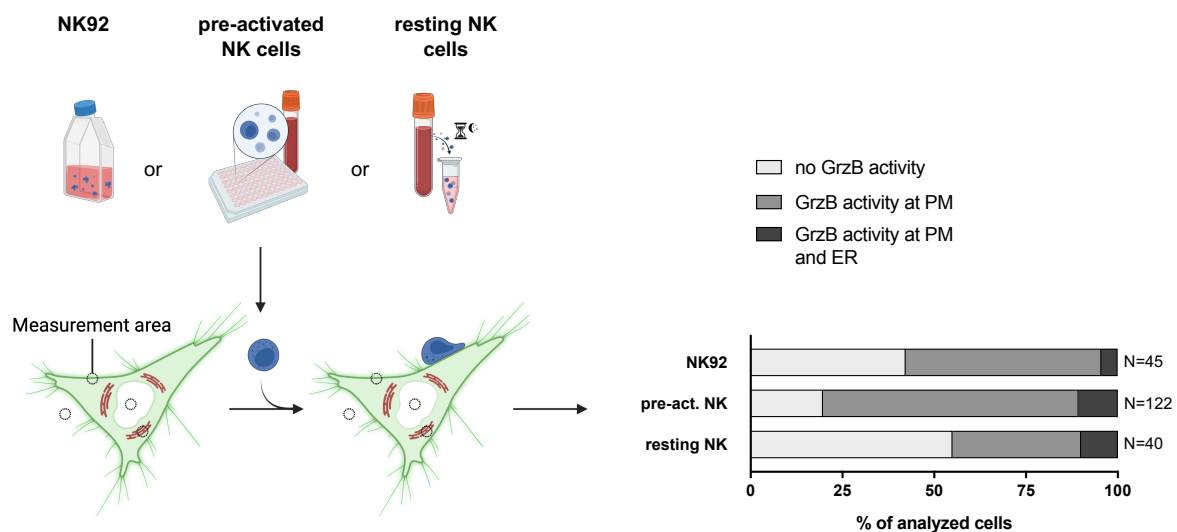 NK92
pre-activated
NK cells
resting NK
cells
or
or
Measurement area
no GrzB activity
GrzB activity at PM
GrzB activity at PM
and ER
NK92
N=45
pre-act. NK
N=122
resting NK
N=40
0
25
50
75
100
% of analyzed cells